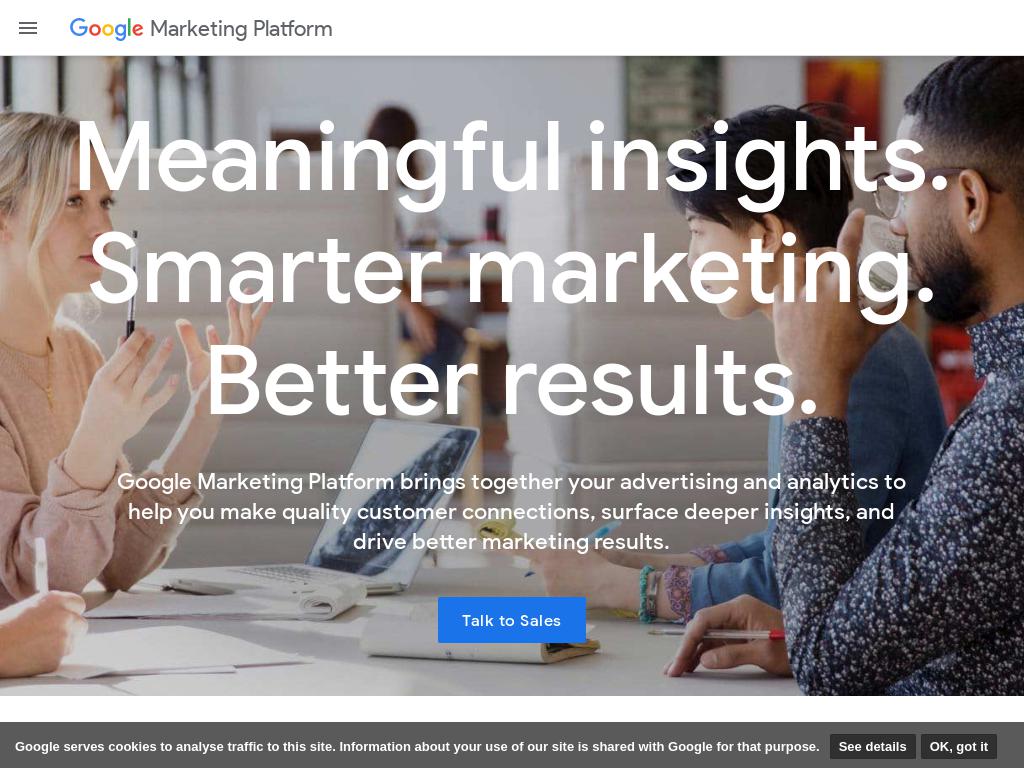 Google Marketing Platform
Meaningful insights.
Smarter marketing.
Better results.
Google Marketing Platform brings together your advertising and analytics to
help you make quality customer connections, surface deeper insights, and
drive better marketing results.
Talk to Sales
Google serves cookies to analyse traffic to this site. Information about your use of our site is shared with Google for that purpose. See details OK, got it